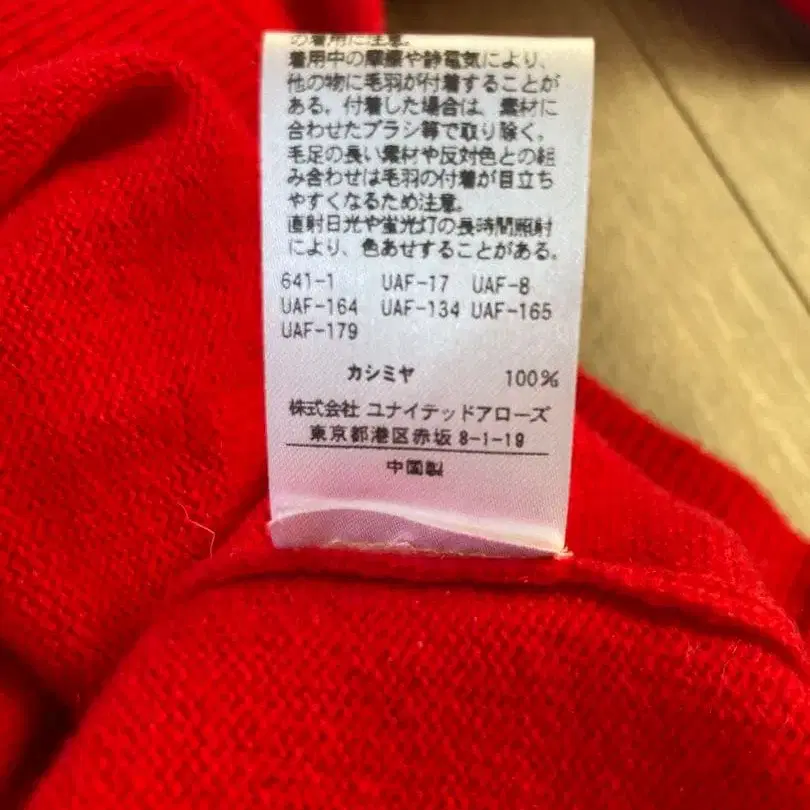 の着用に注意。
着用中の摩擦や静電気により、
他の物に毛羽が付着することが
ある。付着した場合は、素材に
合わせたブラシ等で取り除く。
毛足の長い素材や反対色との組
み合わせは毛羽の付着が目立ち
やすくなるため注意。
直射日光や蛍光灯の長時間照射
により、色あせすることがある。
641-1 UAF-17 UAF-8
UAF-164 UAF-134 UAF-165
UAF-179
カシミヤ 100%
株式会社 ユナイテッドアローズ
東京都港区赤坂 8-1-19
中国製